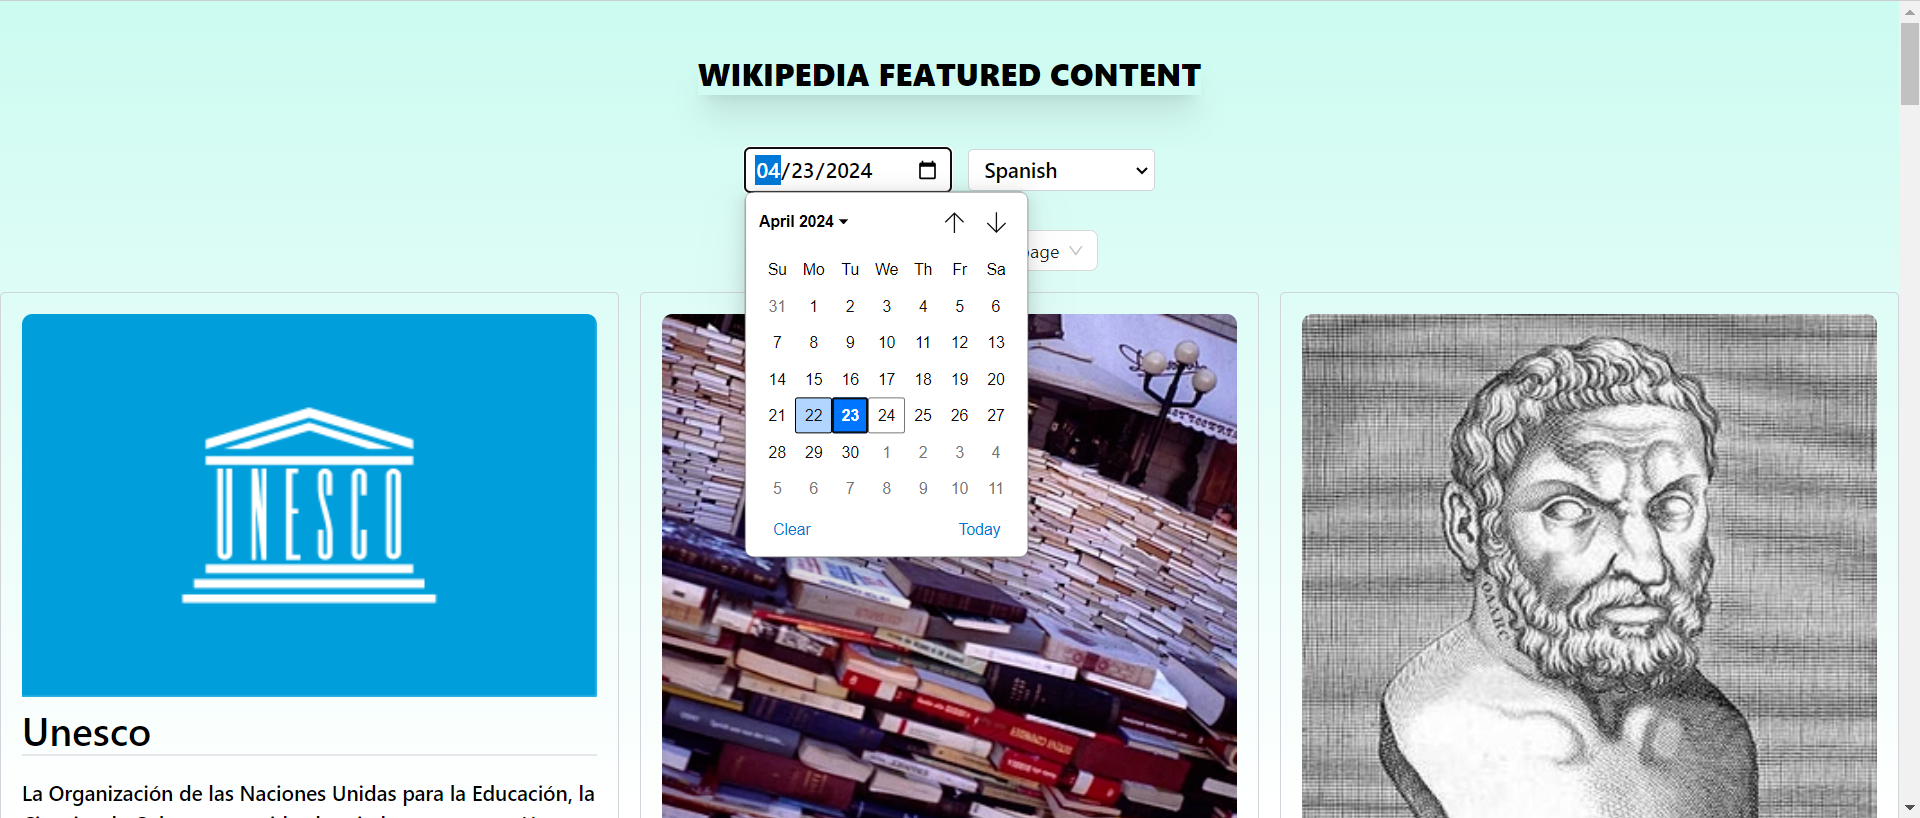 WIKIPEDIA FEATURED CONTENT
04/23/2024
Spanish
April 2024
Su Mo Tu We Th Fr Sa
31 1 2 3 4 5 6
7 8 9 10 11 12 13
14 15 16 17 18 19 20
21 22 23 24 25 26 27
28 29 30 1 2 3 4
5 6 7 8 9 10 11
Clear Today
UNESCO
Unesco
La Organización de las Naciones Unidas para la Educación, la